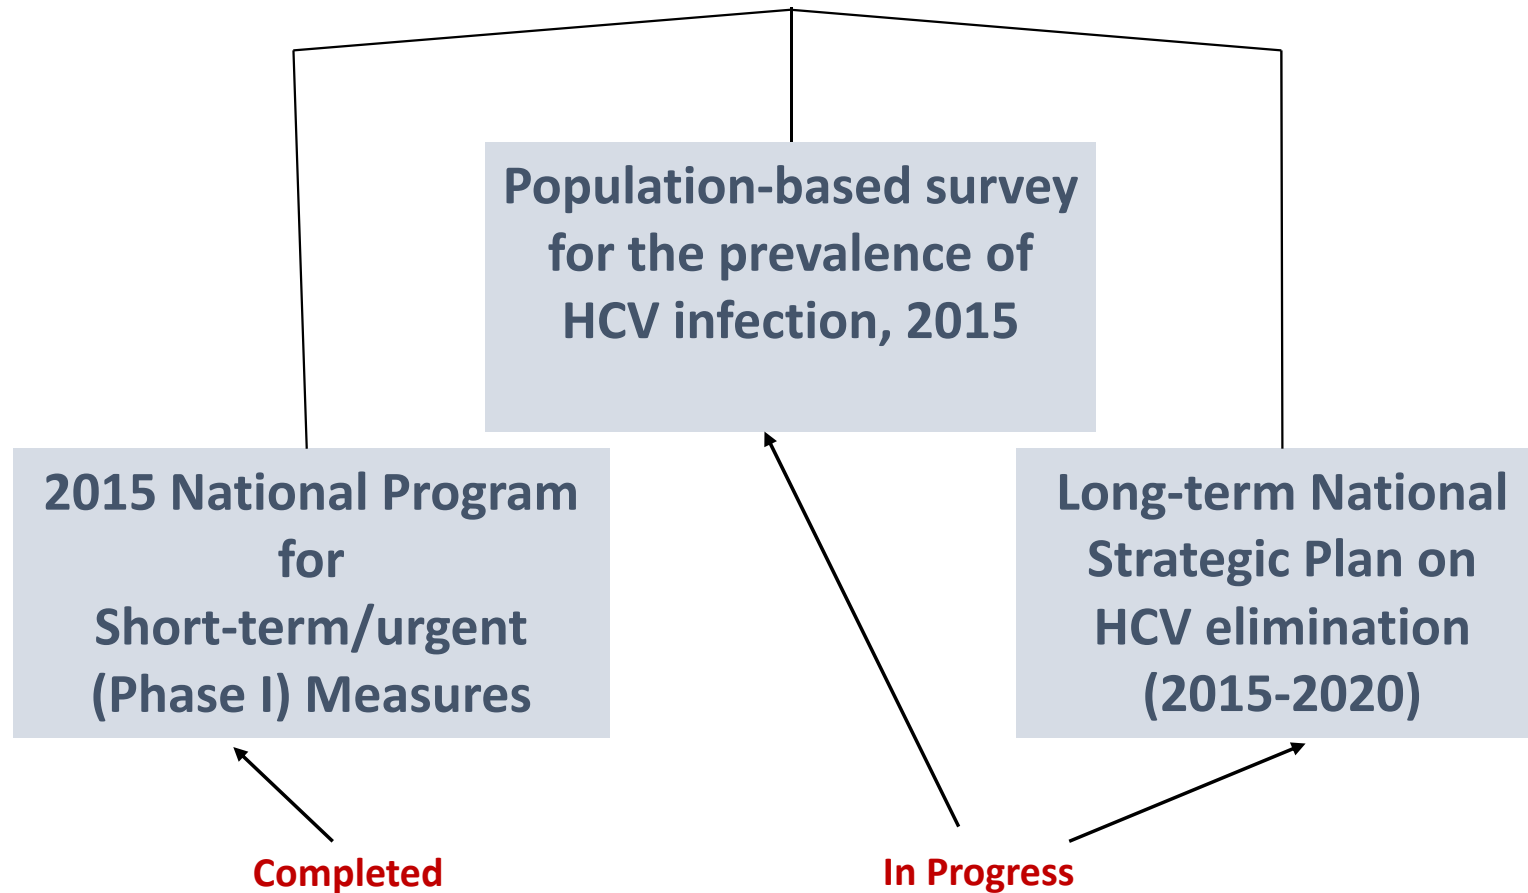 Population-based survey
for the prevalence of
HCV infection, 2015
2015 National Program
for
Short-term/urgent
(Phase I) Measures
Long-term National
Strategic Plan on
HCV elimination
(2015-2020)
Completed
In Progress